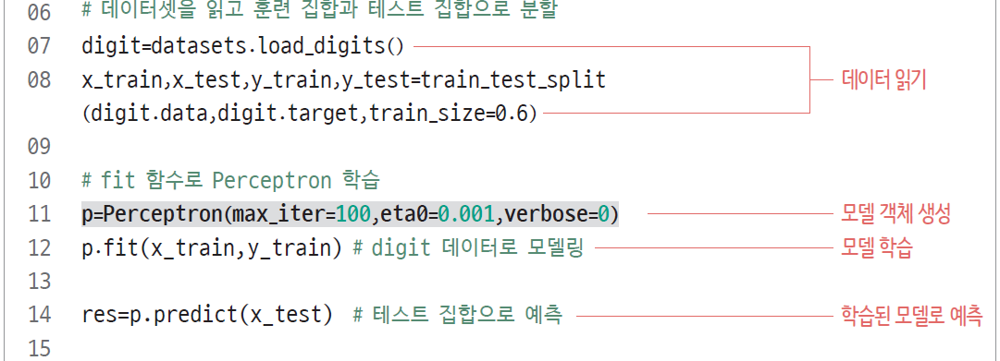 06 # 데이터셋을 읽고 훈련 집합과 테스트 집합으로 분할
07 digit=datasets.load_digits()
08 x_train,x_test,y_train,y_test=train_test_split
데이터 읽기
(digit.data,digit.target,train_size=0.6)
09
10 # fit 함수로 Perceptron 학습
11 p=Perceptron(max_iter=100,eta0=0.001,verbose=0) 모델 객체 생성
12 p.fit(x_train,y_train) # digit 데이터로 모델링 모델 학습
13
14 res=p.predict(x_test) # 테스트 집합으로 예측 학습된 모델로 예측
15